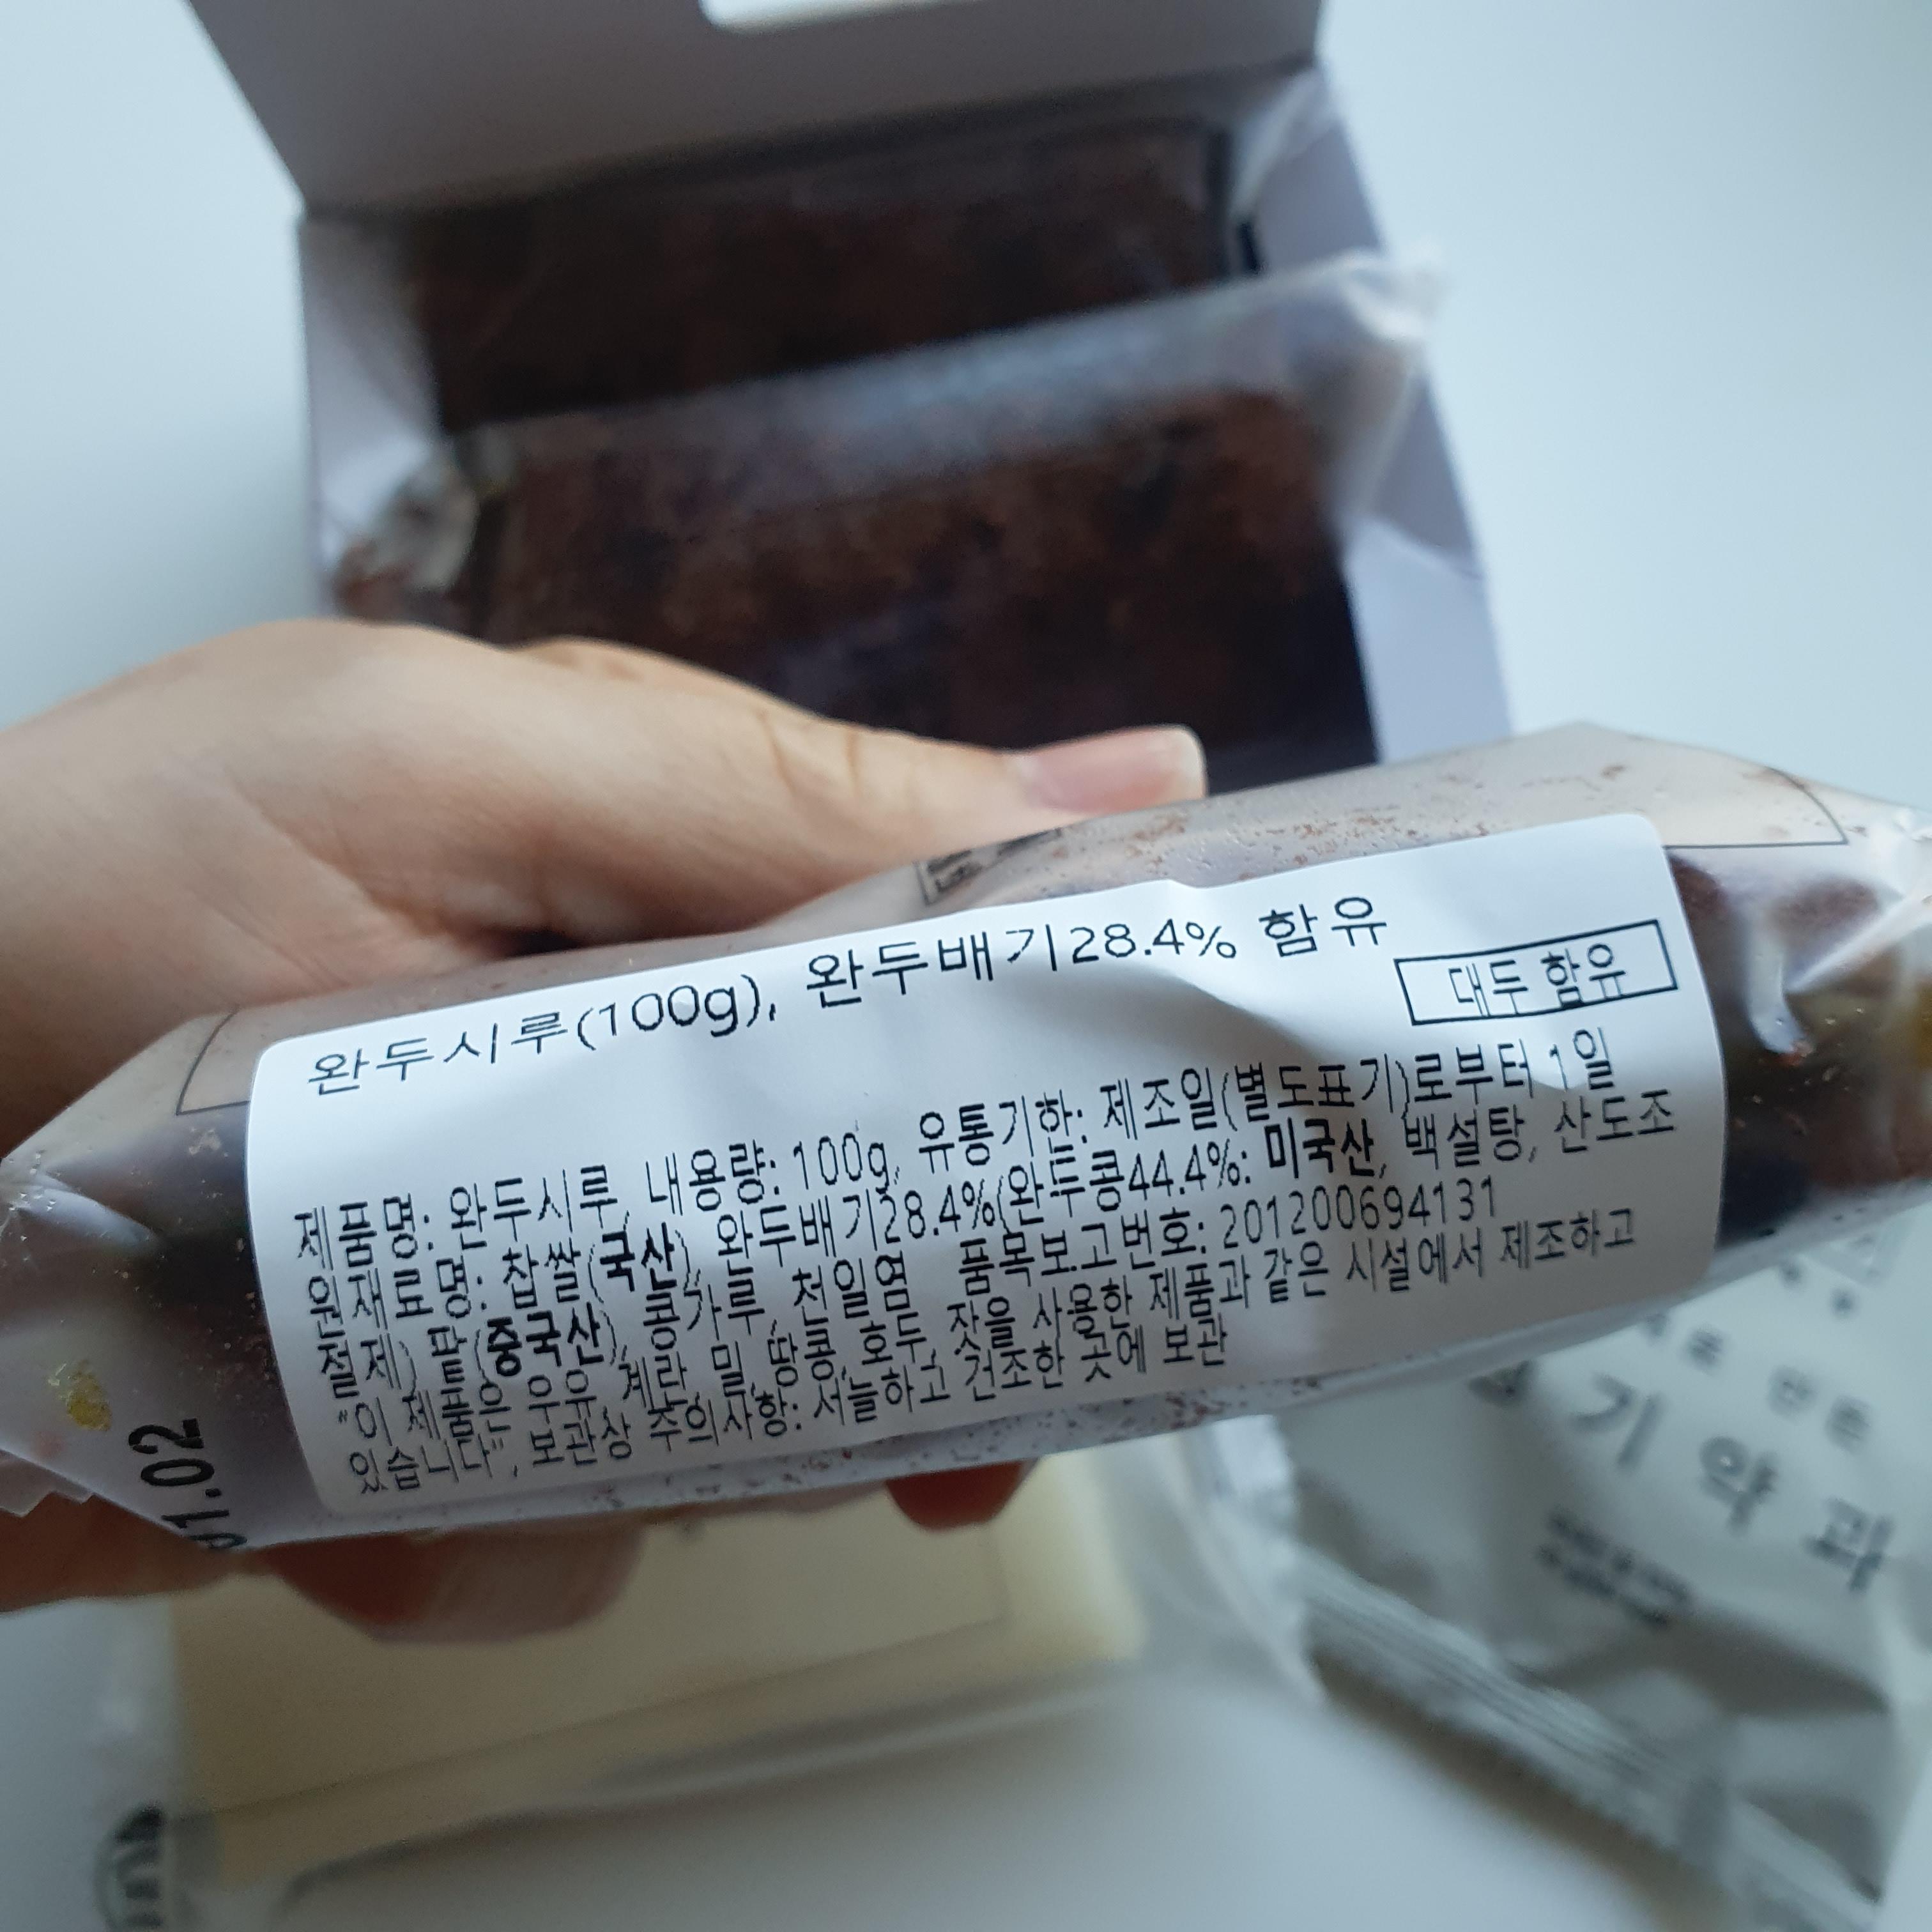 완두시루(100g), 완두배기28.4% 함유
대두 함유
제품명: 완두시루, 내용량: 100g, 유통기한: 제조일(별도표기)로부터 1일
원재료명: 찹쌀(국산), 완두배기28.4%(완두콩44.4%: 미국산, 백설탕, 산도조
절제) 팥(중국산), 콩가루, 천일염 품목보고번호: 201200694131
"이 제품은 우유, 계란, 밀, 땅콩, 호두, 잣을 사용한 제품과 같은 시설에서 제조하고
있습니다", 보관상 주의사항: 서늘하고 건조한 곳에 보관
01.02
기약과